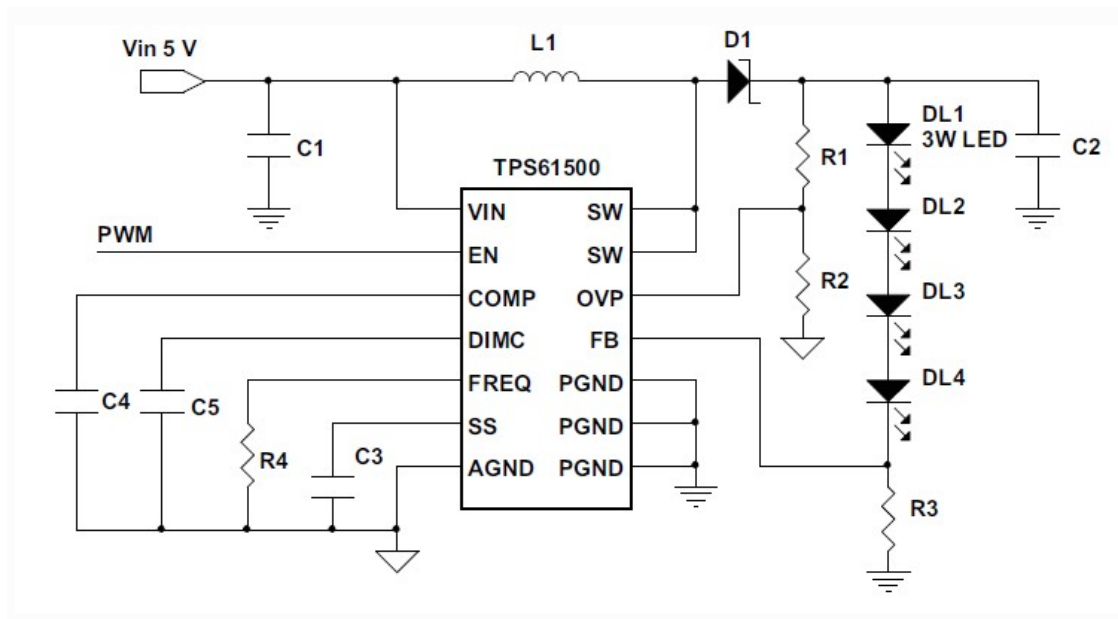 Vin 5 V
L1
D1
C1
R1
DL1
3W LED
C2
TPS61500
VIN
SW
PWM
EN
SW
DL2
COMP
OVP
R2
DIMC
FB
DL3
FREQ
PGND
DL4
C4
C5
SS
PGND
R4
C3
AGND
PGND
R3